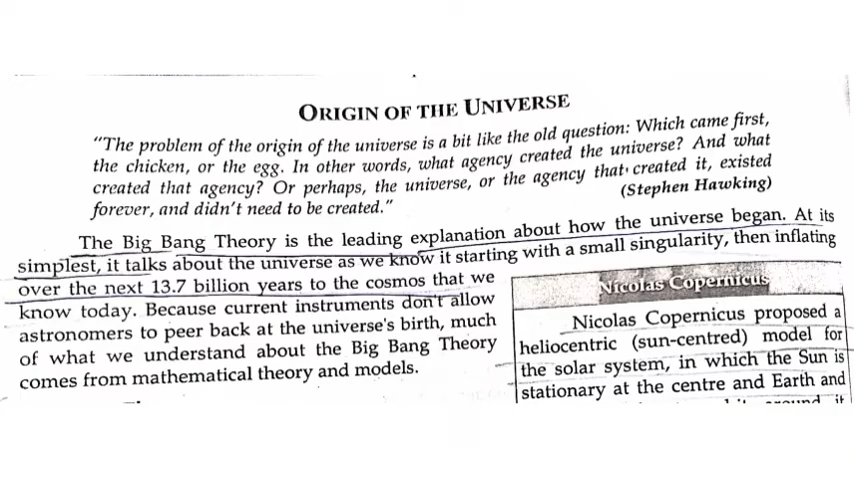 ORIGIN OF THE UNIVERSE
"The problem of the origin of the universe is a bit like the old question: Which came first,
the chicken, or the egg. In other words, what agency created the universe? And what
created that agency? Or perhaps, the universe, or the agency that created it, existed
forever, and didn't need to be created."
(Stephen Hawking)
The Big Bang Theory is the leading explanation about how the universe began. At its
simplest, it talks about the universe as we know it starting with a small singularity, then inflating
over the next 13.7 billion years to the cosmos that we
know today. Because current instruments don't allow
astronomers to peer back at the universe's birth, much
of what we understand about the Big Bang Theory
comes from mathematical theory and models.
Nicolas Copernicus
Nicolas Copernicus proposed a
heliocentric (sun-centred) model for
the solar system, in which the Sun is
stationary at the centre and Earth and
around it